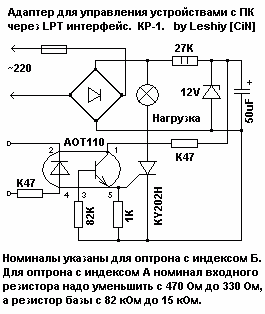 Адаптер для управления устройствами с ПК
через LPT интерфейс. КР-1. by Leshiy [CiN]
27K
~220
12V
50uF
Нагрузка
АОТ110
K47
2
1
K47
4
3
5
82K
1K
KY202H
Номиналы указаны для оптрона с индексом Б.
Для оптрона с индексом А номинал входного
резистора надо уменьшить с 470 Ом до 330 Ом,
а резистор базы с 82 кОм до 15 кОм.